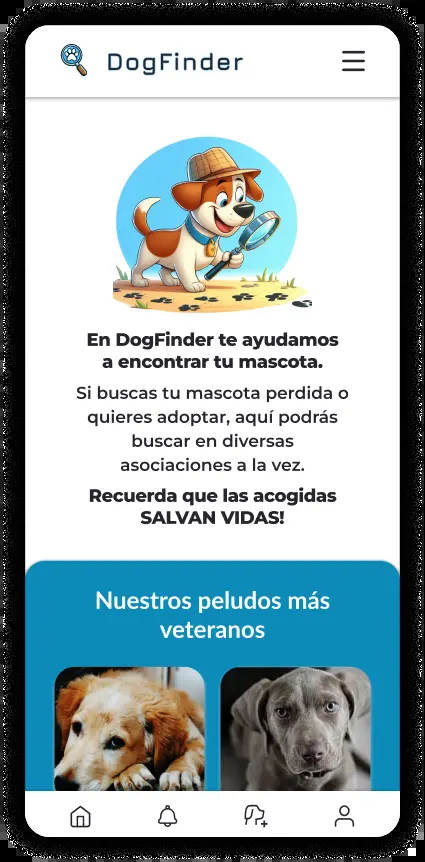 DogFinder
En DogFinder te ayudamos
a encontrar tu mascota.
Si buscas tu mascota perdida o
quieres adoptar, aquí podrás
buscar en diversas
asociaciones a la vez.
Recuerda que las acogidas
SALVAN VIDAS!
Nuestros peludos más
veteranos